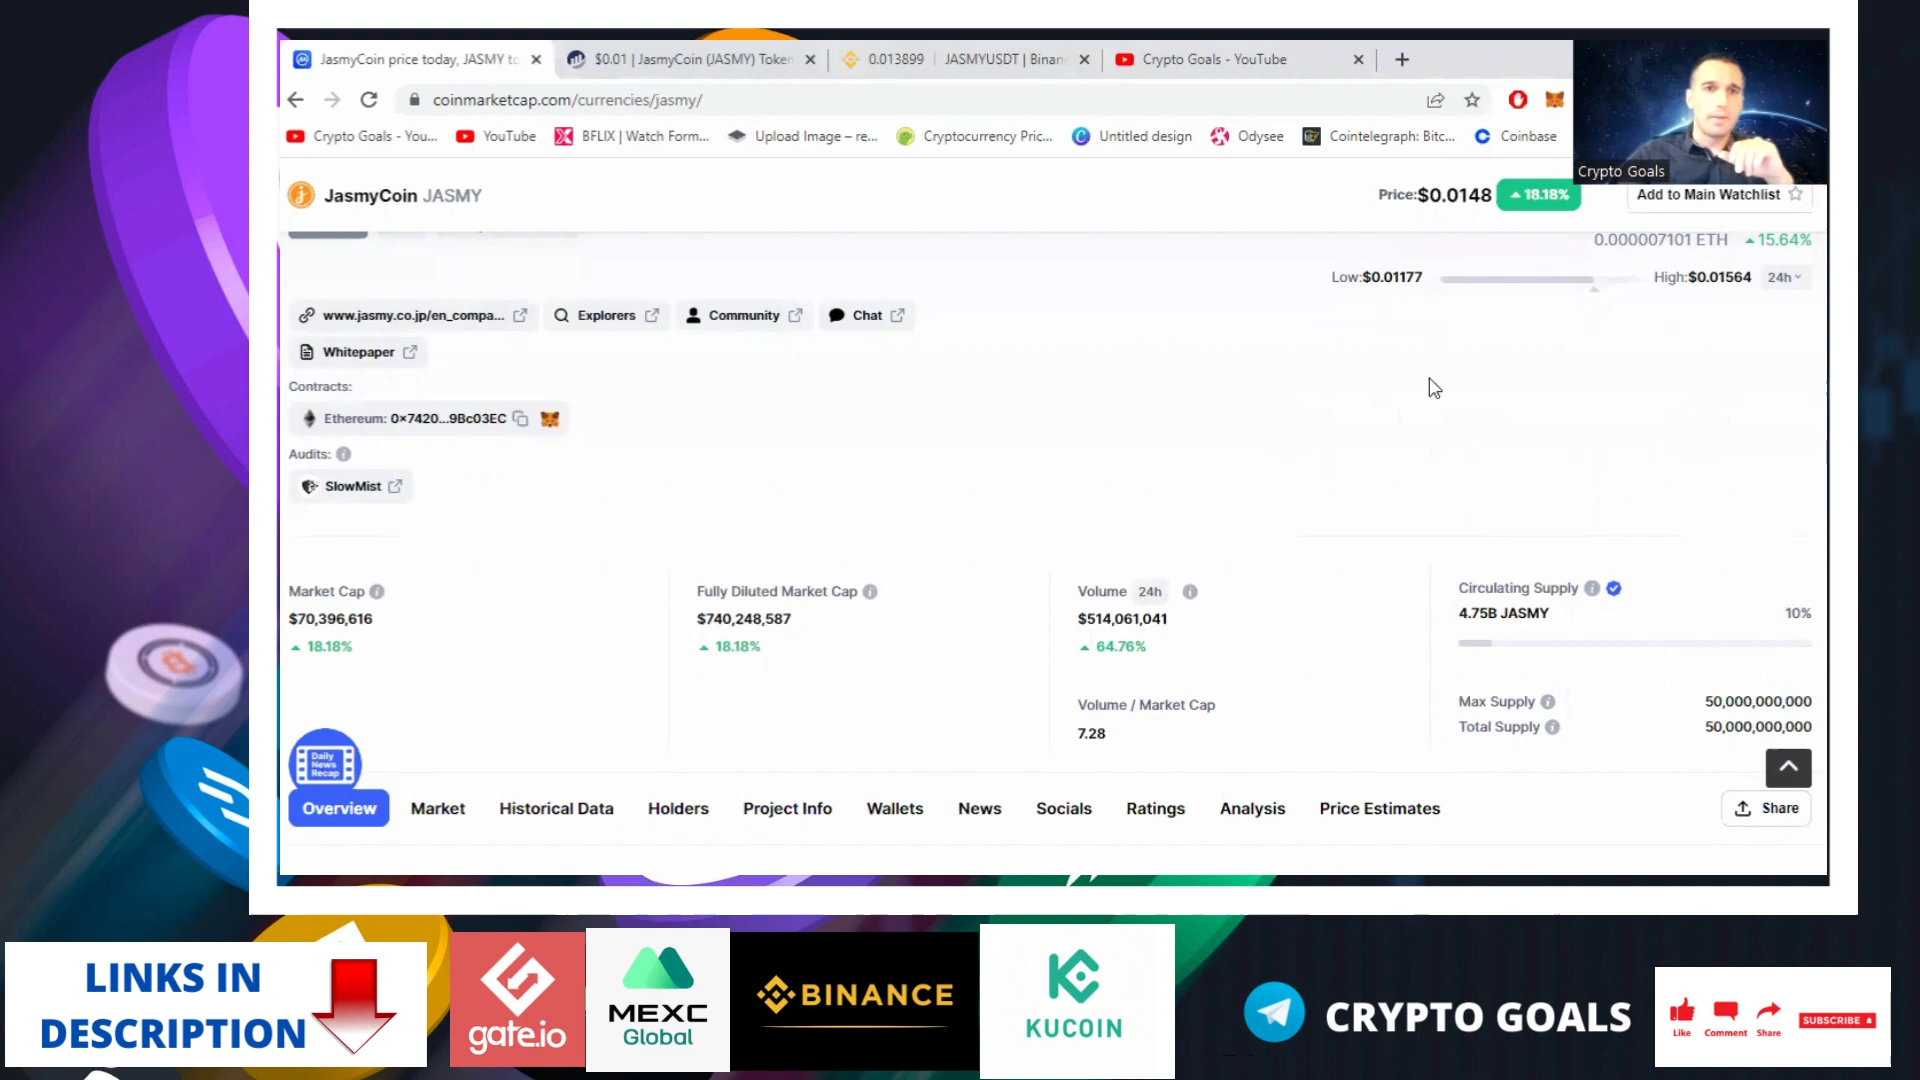 JasmyCoin price today, JASMY to
$0.01 | JasmyCoin (JASMY) Token
0.013899 | JASMYUSDT | Binan
Crypto Goals - YouTube
coinmarketcap.com/currencies/jasmy/
Crypto Goals - You...
YouTube
BFLIX | Watch Form...
Upload Image – re...
Cryptocurrency Pric...
Untitled design
Odysee
Cointelegraph: Bitc...
Coinbase
Crypto Goals
JasmyCoin JASMY
Price:$0.0148
18.18%
Add to Main Watchlist
0.000007101 ETH
15.64%
Low:$0.01177
High:$0.01564
24h
www.jasmy.co.jp/en_compa...
Explorers
Community
Chat
Whitepaper
Contracts:
Ethereum: 0x7420...9Bc03EC
Audits:
SlowMist
Market Cap
$70,396,616
18.18%
Fully Diluted Market Cap
$740,248,587
18.18%
Volume 24h
$514,061,041
64.76%
Volume / Market Cap
7.28
Circulating Supply
4.75B JASMY
10%
Max Supply
50,000,000,000
Total Supply
50,000,000,000
Daily
News
Recap
Overview
Market
Historical Data
Holders
Project Info
Wallets
News
Socials
Ratings
Analysis
Price Estimates
Share
LINKS IN
DESCRIPTION
gate.io
MEXC
Global
BINANCE
KUCOIN
CRYPTO GOALS
Like
Comment
Share
SUBSCRIBE